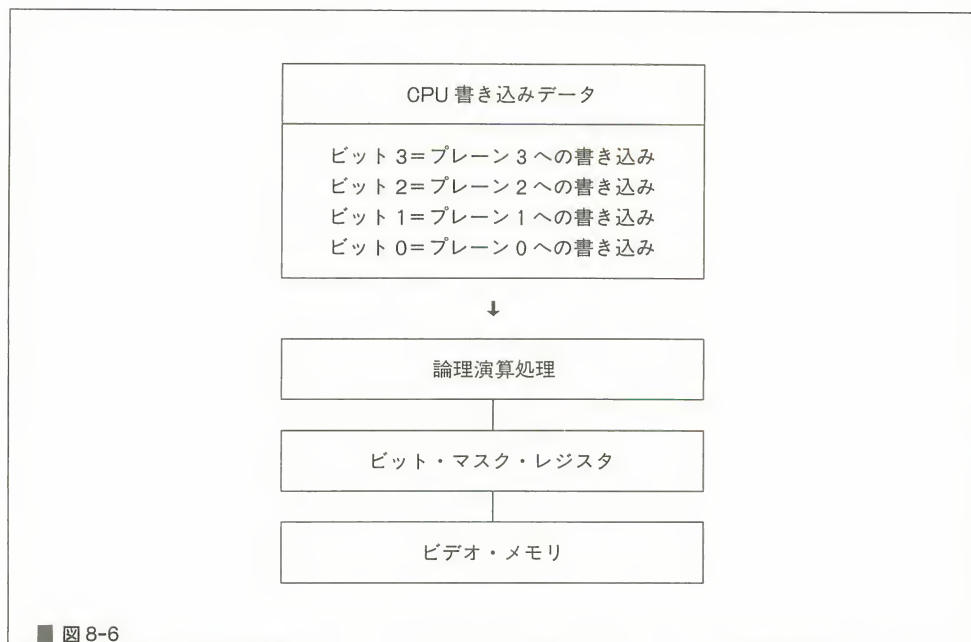 CPU 書き込みデータ
ビット 3=プレーン 3 への書き込み
ビット 2=プレーン 2 への書き込み
ビット 1=プレーン 1 への書き込み
ビット 0=プレーン 0 への書き込み
↓
論理演算処理
ビット・マスク・レジスタ
ビデオ・メモリ
■ 図 8-6